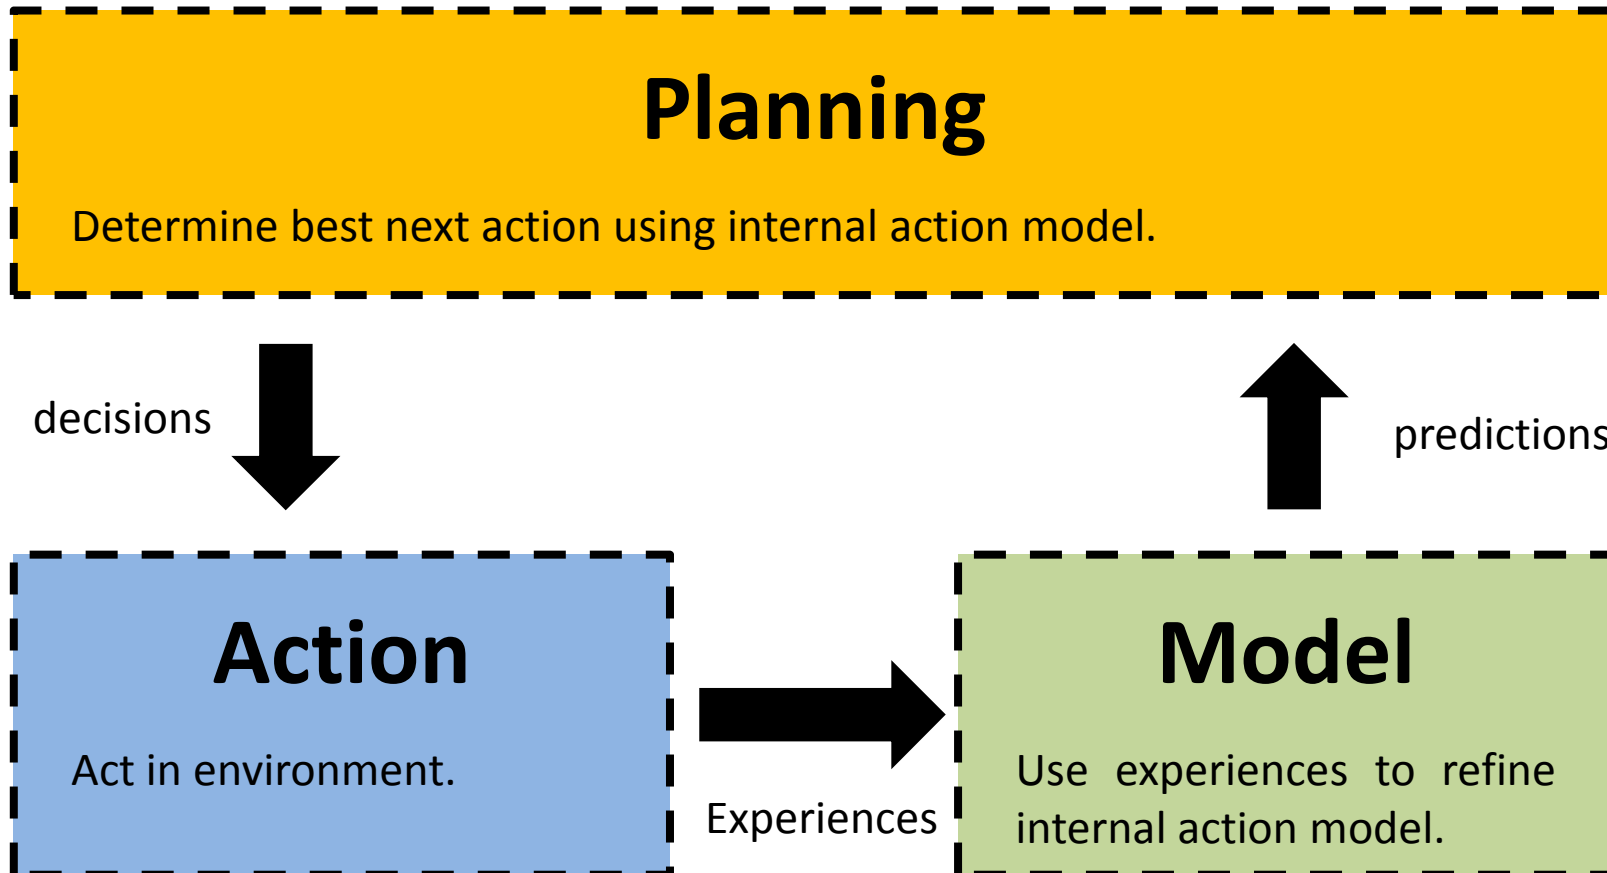 Planning
Determine best next action using internal action model.
decisions
predictions
Action
Act in environment.
Experiences
Model
Use experiences to refine
internal action model.